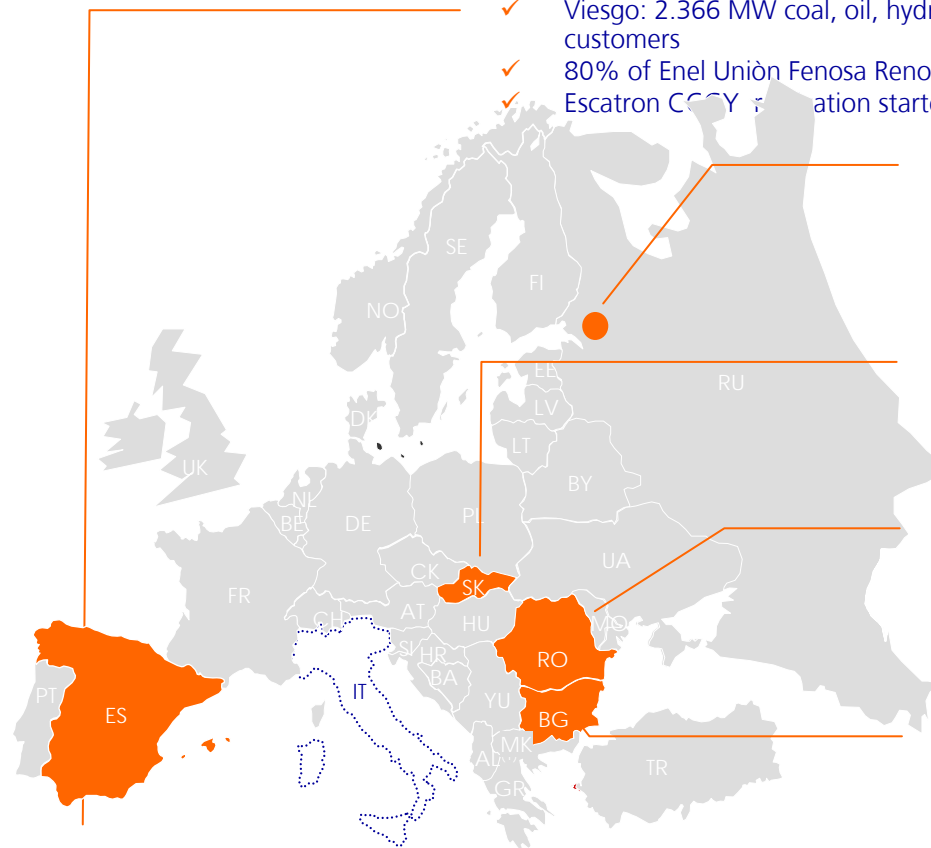 ✓ Viesgo: 2.366 MW coal, oil, hydr
customers
✓ 80% of Enel Uniòn Fenosa Reno
✓ Escatron ation starte
SE
FI
NO
RU
EE
LV
DK
LT
UK
BY
NL
BE
DE
PL
UA
CK
SK
FR
AT
CH
HU
MO
SI
HR
RO
BA
IT
PT
YU
ES
BG
MK
AL
TR
GR